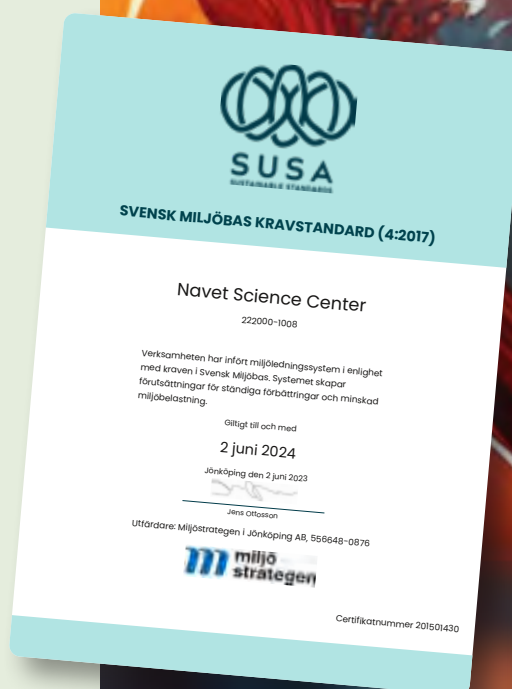 SUSA
SUSTAINABLE STANDARDS
SVENSK MILJÖBAS KRAVSTANDARD (4:2017)
Navet Science Center
222000-1008
Verksamheten har infört miljöledningssystem i enlighet
med kraven i Svensk Miljöbas. Systemet skapar
förutsättningar för ständiga förbättringar och minskad
miljöbelastning.
Giltigt till och med
2 juni 2024
Jönköping den 2 juni 2023
Jens Ottosson
Utfärdare: Miljöstrategen i Jönköping AB, 556648-0876
miljö
strategen
Certifikatnummer 201501430